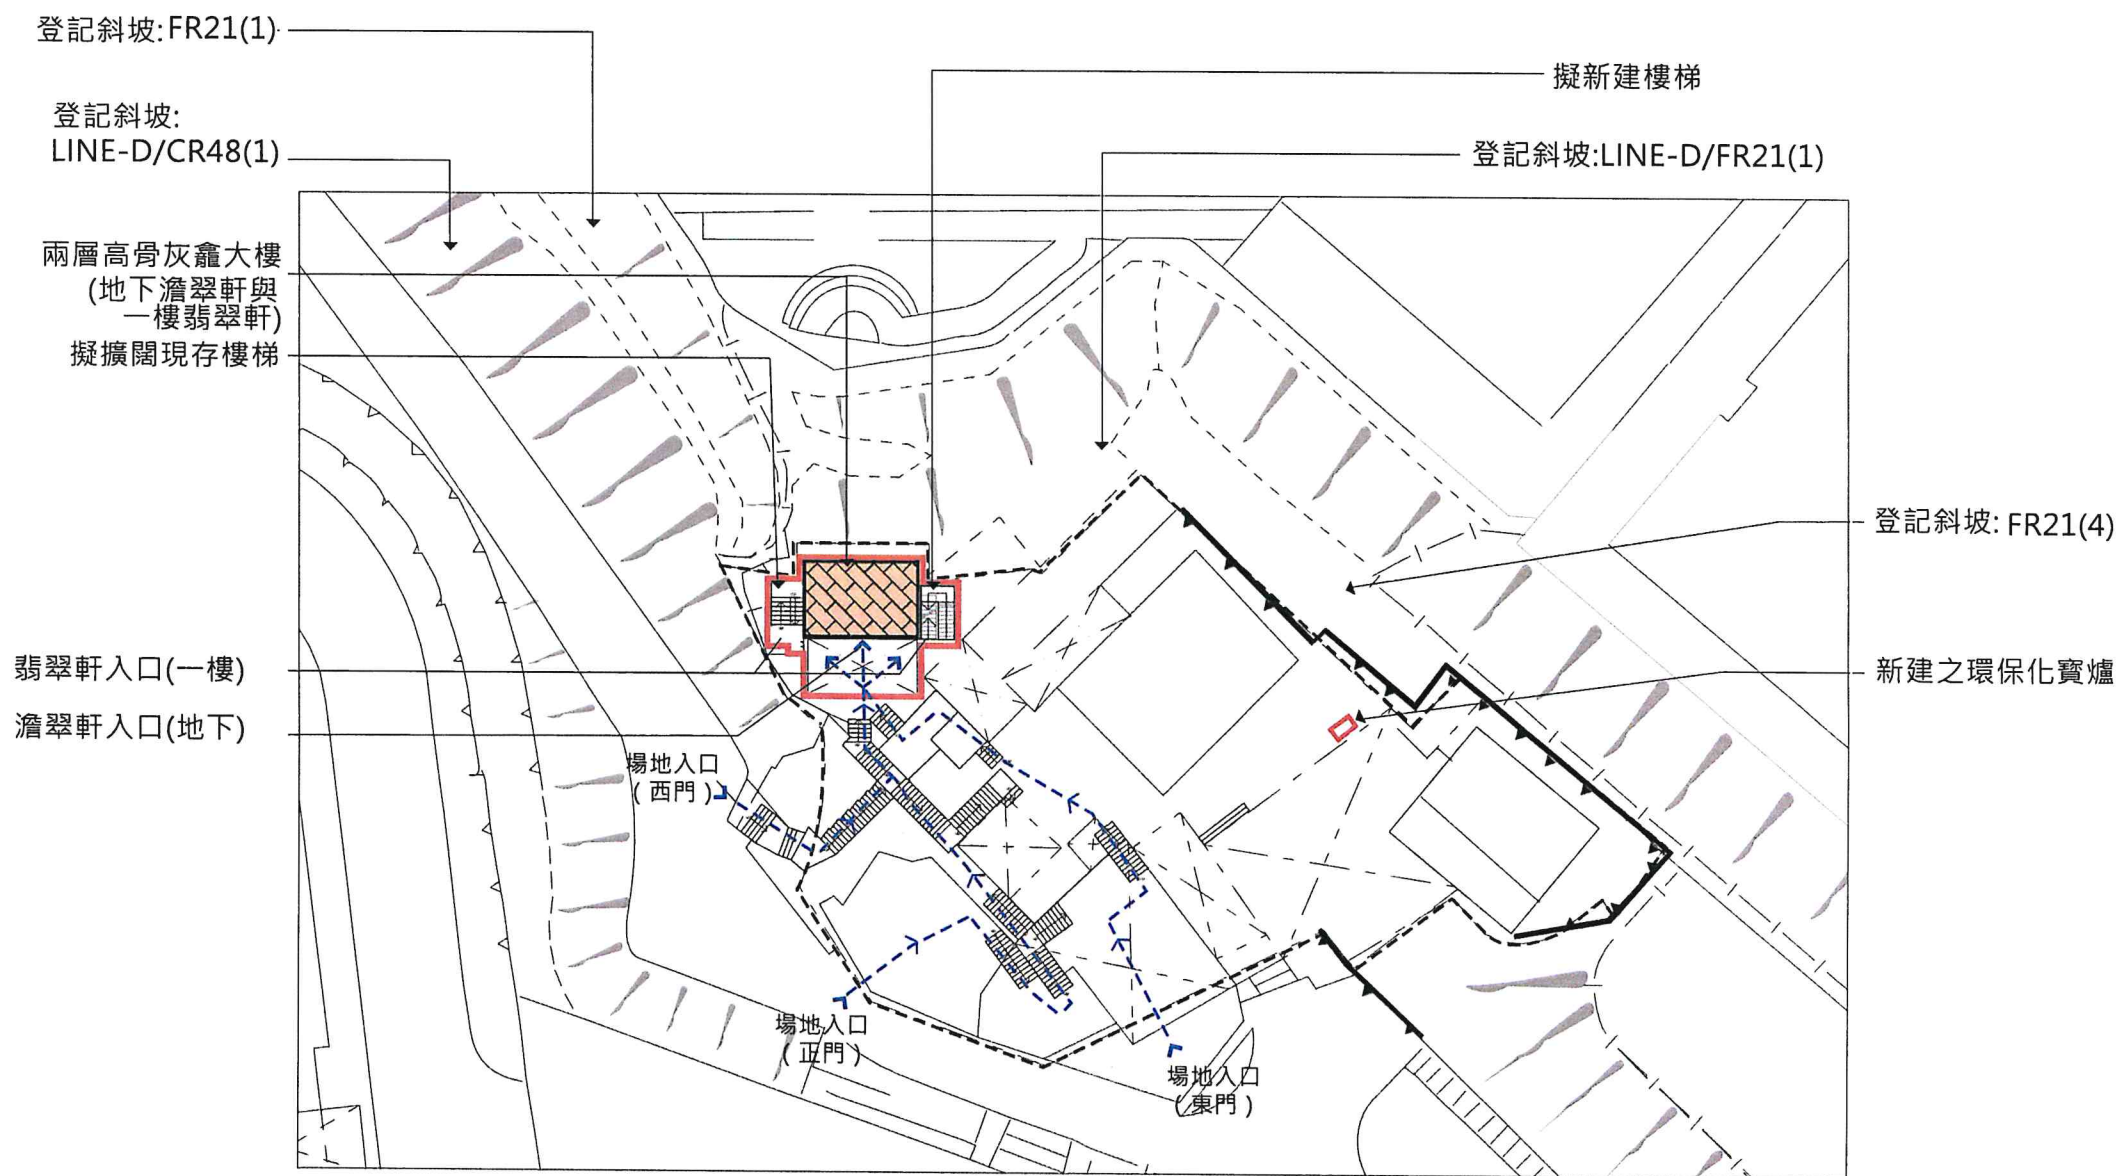 登記斜坡:FR21(1)
登記斜坡:
LINE-D/CR48(1)
兩層高骨灰龕大樓
(地下澹翠軒與
一樓翡翠軒)
擬擴闊現存樓梯
翡翠軒入口(一樓)
澹翠軒入口(地下)
擬新建樓梯
登記斜坡:LINE-D/FR21(1)
登記斜坡: FR21(4)
新建之環保化寶爐
場地入口
(西門)
場地入口
(正門)
場地入口
(東門)